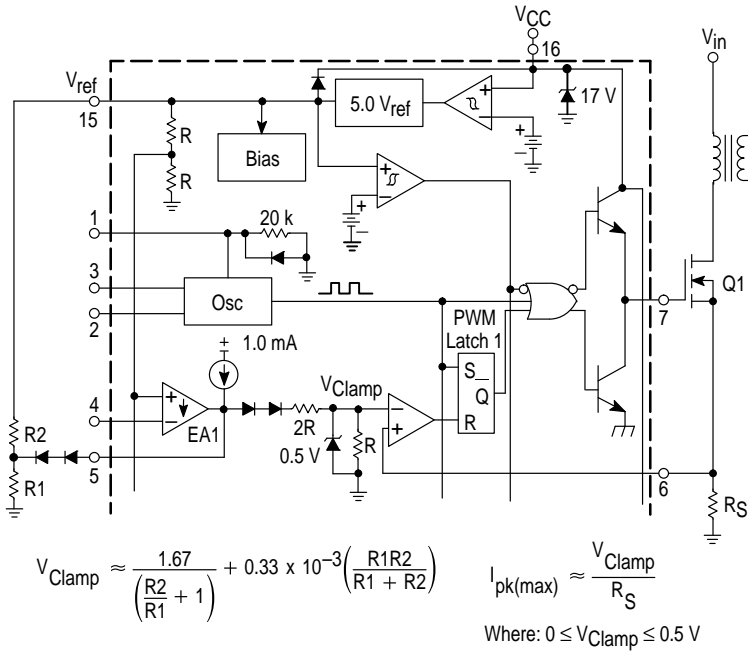 VCC
16
Vin
Vref
15
5.0 Vref
17 V
R
Bias
R
+
–
+
–
+
–
+
–
1
20 k
3
Osc
2
7
Q1
+
1.0 mA
PWM
Latch 1
VClamp
S
Q
R
4
+
–
EA1
2R
R
0.5 V
–
+
R2
5
R1
6
RS
VClamp ≈ 1.67 / (R2/R1 + 1) + 0.33 x 10–3 (R1R2 / R1 + R2)
Ipk(max) ≈ VClamp / RS
Where: 0 ≤ VClamp ≤ 0.5 V